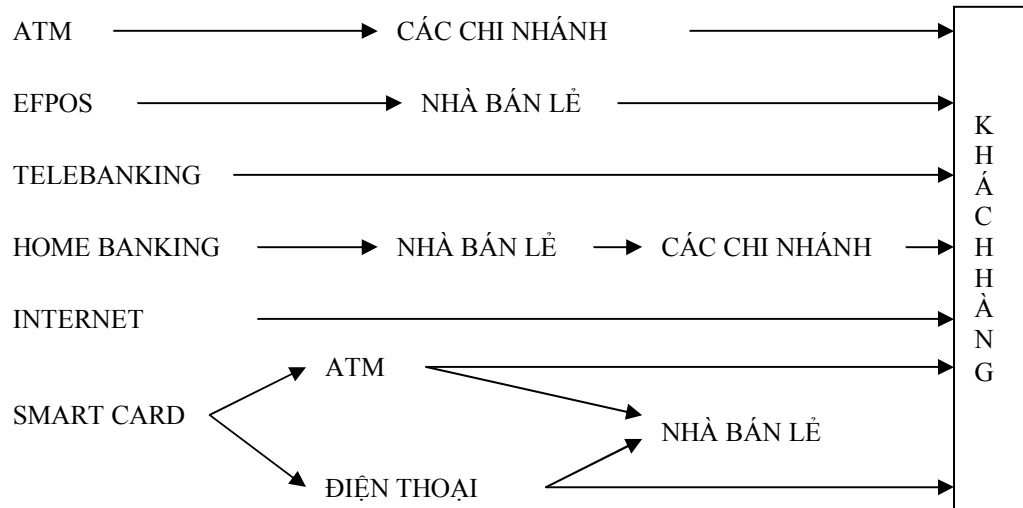 ATM CÁC CHI NHÁNH
EFPOS NHÀ BÁN LẺ
TELEBANKING
HOME BANKING NHÀ BÁN LẺ CÁC CHI NHÁNH
INTERNET
ATM
SMART CARD
NHÀ BÁN LẺ
ĐIỆN THOẠI
K
H
Á
C
H
H
À
N
G